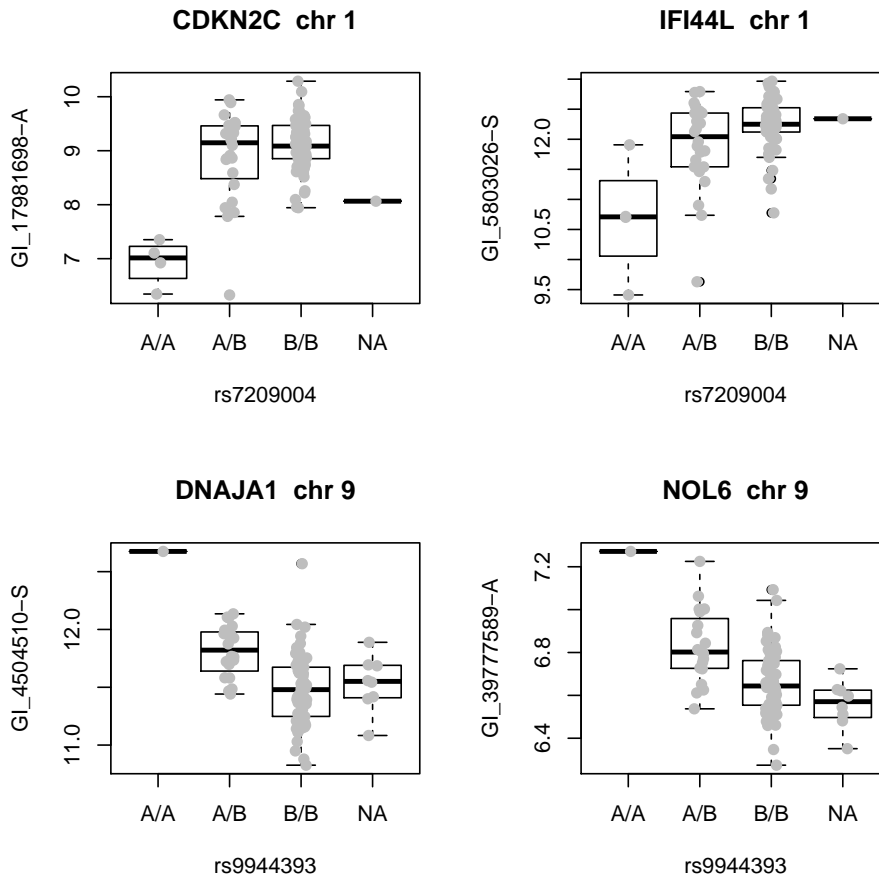 CDKN2C chr 1
GI_17981698−A
10
9
8
7
A/A A/B B/B NA
rs7209004
IFI44L chr 1
GI_5803026−S
12.0
10.5
9.5
A/A A/B B/B NA
rs7209004
DNAJA1 chr 9
GI_4504510−S
12.0
11.0
A/A A/B B/B NA
rs9944393
NOL6 chr 9
GI_39777589−A
7.2
6.8
6.4
A/A A/B B/B NA
rs9944393